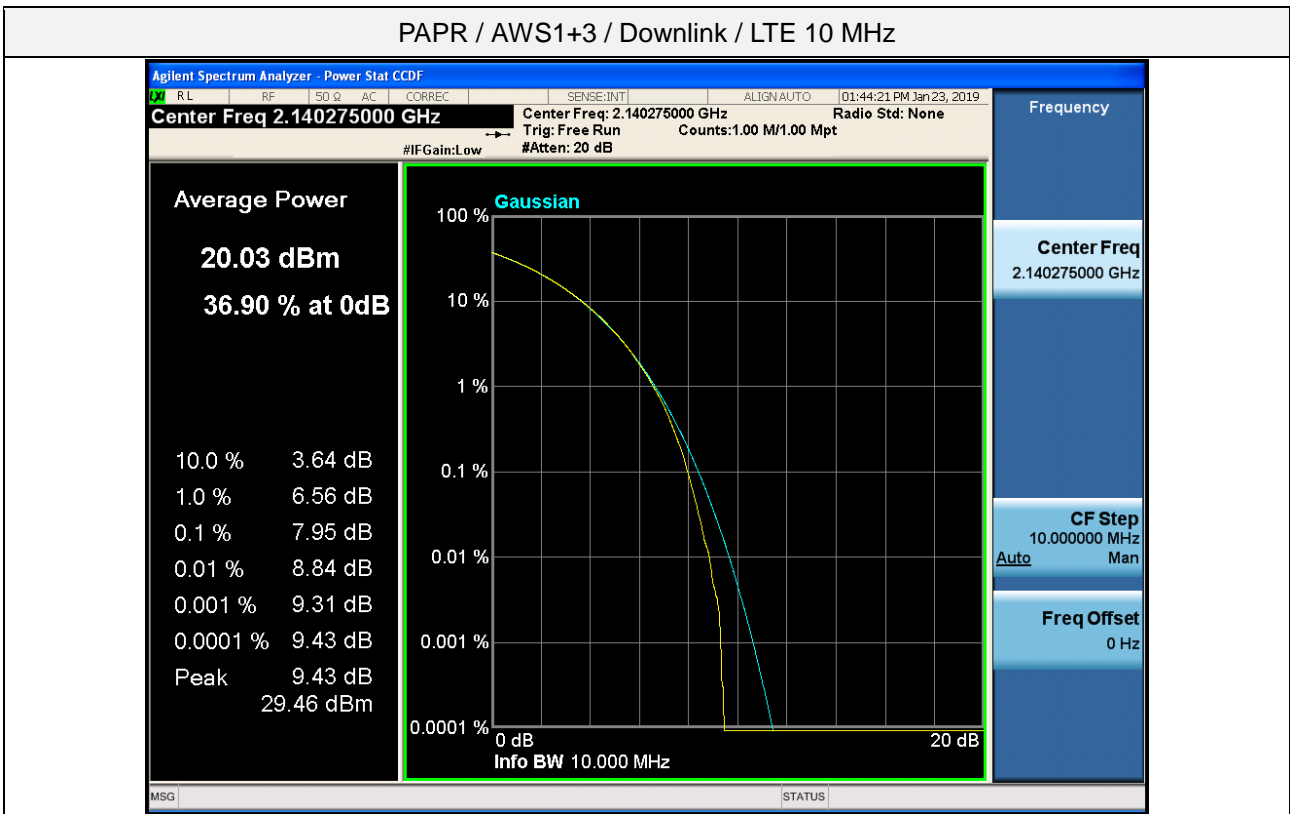 PAPR / AWS1+3 / Downlink / LTE 10 MHz
Agilent Spectrum Analyzer - Power Stat CCDF
LXI RL RF 50 Ω AC CORREC SENSE:INT ALIGN AUTO 01:44:21 PM Jan 23, 2019
Center Freq 2.140275000 GHz
Center Freq: 2.140275000 GHz Radio Std: None
Trig: Free Run Counts:1.00 M/1.00 Mpt
#IFGain:Low #Atten: 20 dB
Frequency
Average Power
20.03 dBm
36.90 % at 0dB
10.0 % 3.64 dB
1.0 % 6.56 dB
0.1 % 7.95 dB
0.01 % 8.84 dB
0.001 % 9.31 dB
0.0001 % 9.43 dB
Peak 9.43 dB
29.46 dBm
Gaussian
100 %
10 %
1 %
0.1 %
0.01 %
0.001 %
0.0001 %
0 dB 20 dB
Info BW 10.000 MHz
Center Freq
2.140275000 GHz
CF Step
10.000000 MHz
Auto Man
Freq Offset
0 Hz
MSG STATUS